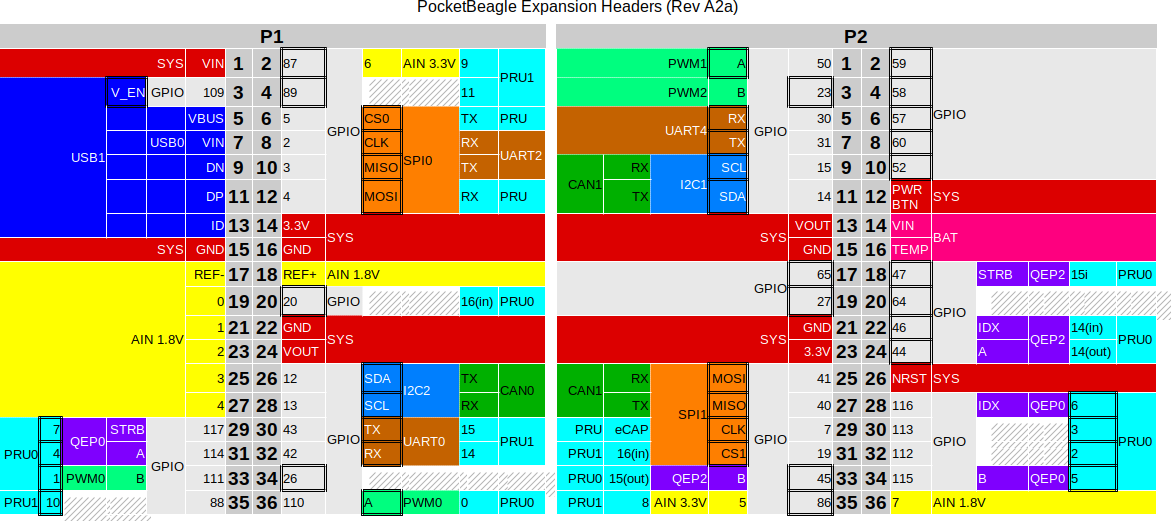 PocketBeagle Expansion Headers (Rev A2a)
P1 P2
SYS VIN 1 2 87 6 AIN 3.3V 9 PRU1 PWM1 A 50 1 2 59
V_EN GPIO 109 3 4 89 11 PWM2 B 23 3 4 58
VBUS 5 6 5 GPIO CS0 SPI0 TX PRU UART4 RX GPIO 30 5 6 57 GPIO
USB1 USB0 VIN 7 8 2 CLK RX UART2 TX 31 7 8 60
DN 9 10 3 MISO TX CAN1 RX I2C1 SCL 15 9 10 52
DP 11 12 4 MOSI RX PRU TX SDA 14 11 12 PWR BTN SYS
ID 13 14 3.3V SYS SYS VOUT 13 14 VIN BAT
SYS GND 15 16 GND GND 15 16 TEMP
REF- 17 18 REF+ AIN 1.8V GPIO 65 17 18 47 GPIO STRB QEP2 15i PRU0
0 19 20 20 GPIO 16(in) PRU0 27 19 20 64
AIN 1.8V 1 21 22 GND SYS SYS GND 21 22 46 IDX QEP2 14(in) PRU0
2 23 24 VOUT 3.3V 23 24 44 A 14(out)
3 25 26 12 GPIO SDA I2C2 TX CAN0 CAN1 RX SPI1 MOSI GPIO 41 25 26 NRST SYS
4 27 28 13 SCL RX TX MISO 40 27 28 116 GPIO IDX QEP0 6 PRU0
PRU0 7 QEP0 STRB GPIO 117 29 30 43 TX UART0 15 PRU1 PRU eCAP CLK 7 29 30 113 3
4 A 114 31 32 42 RX 14 PRU1 16(in) CS1 19 31 32 112 2
1 PWM0 B 111 33 34 26 PRU0 15(out) QEP2 B 45 33 34 115 B QEP0 5
PRU1 10 88 35 36 110 A PWM0 0 PRU0 PRU1 8 AIN 3.3V 5 86 35 36 7 AIN 1.8V